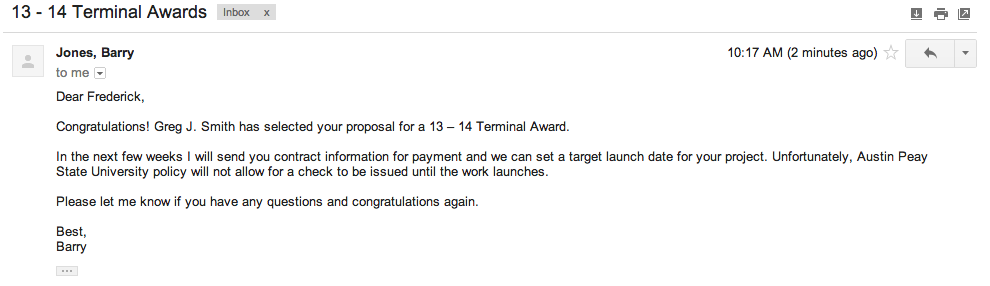 13 - 14 Terminal Awards Inbox x
Jones, Barry 10:17 AM (2 minutes ago)
to me
Dear Frederick,
Congratulations! Greg J. Smith has selected your proposal for a 13 – 14 Terminal Award.
In the next few weeks I will send you contract information for payment and we can set a target launch date for your project. Unfortunately, Austin Peay
State University policy will not allow for a check to be issued until the work launches.
Please let me know if you have any questions and congratulations again.
Best,
Barry